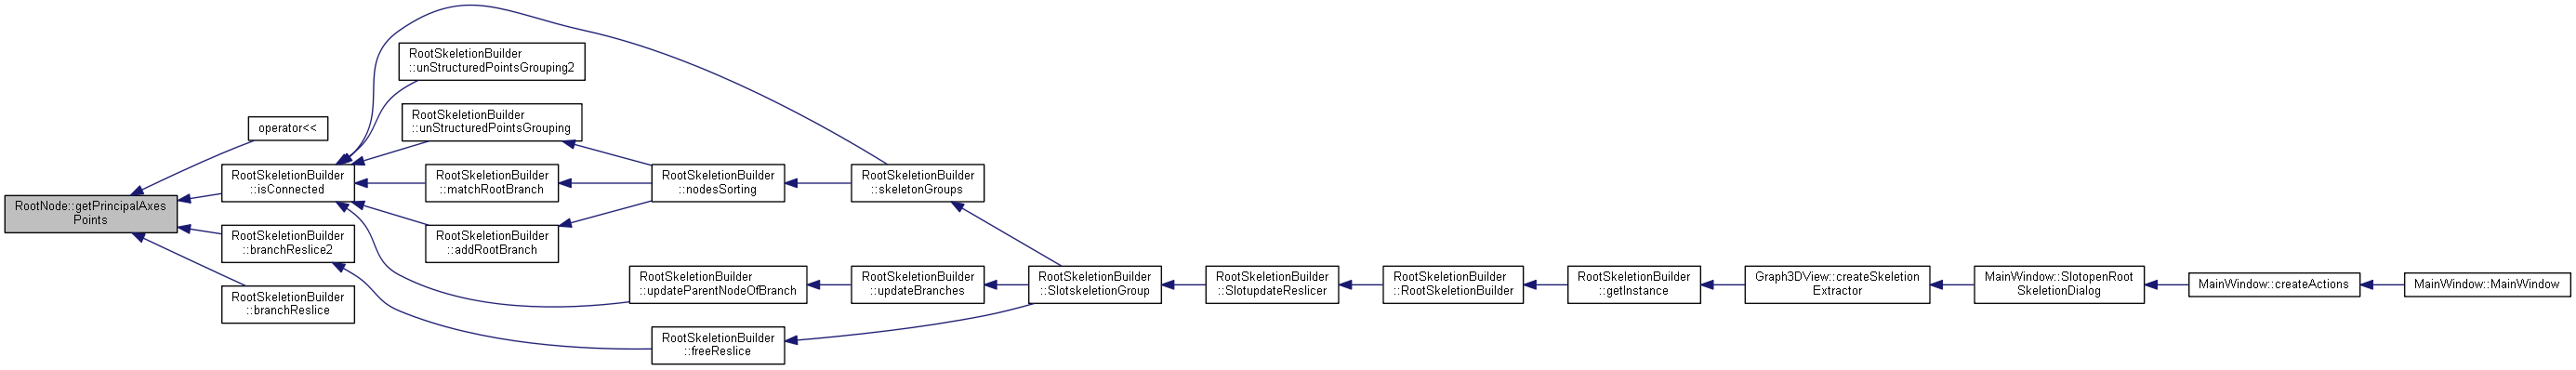 RootNode::getPrincipalAxes
Points
operator<<
RootSkeletionBuilder
::isConnected
RootSkeletionBuilder
::branchReslice2
RootSkeletionBuilder
::branchReslice
RootSkeletionBuilder
::unStructuredPointsGrouping2
RootSkeletionBuilder
::unStructuredPointsGrouping
RootSkeletionBuilder
::matchRootBranch
RootSkeletionBuilder
::addRootBranch
RootSkeletionBuilder
::nodesSorting
RootSkeletionBuilder
::updateParentNodeOfBranch
RootSkeletionBuilder
::freeReslice
RootSkeletionBuilder
::skeletonGroups
RootSkeletionBuilder
::updateBranches
RootSkeletionBuilder
::SlotskeletionGroup
RootSkeletionBuilder
::SlotupdateReslicer
RootSkeletionBuilder
::RootSkeletionBuilder
RootSkeletionBuilder
::getInstance
Graph3DView::createSkeletion
Extractor
MainWindow::SlotopenRoot
SkeletionDialog
MainWindow::createActions
MainWindow::MainWindow